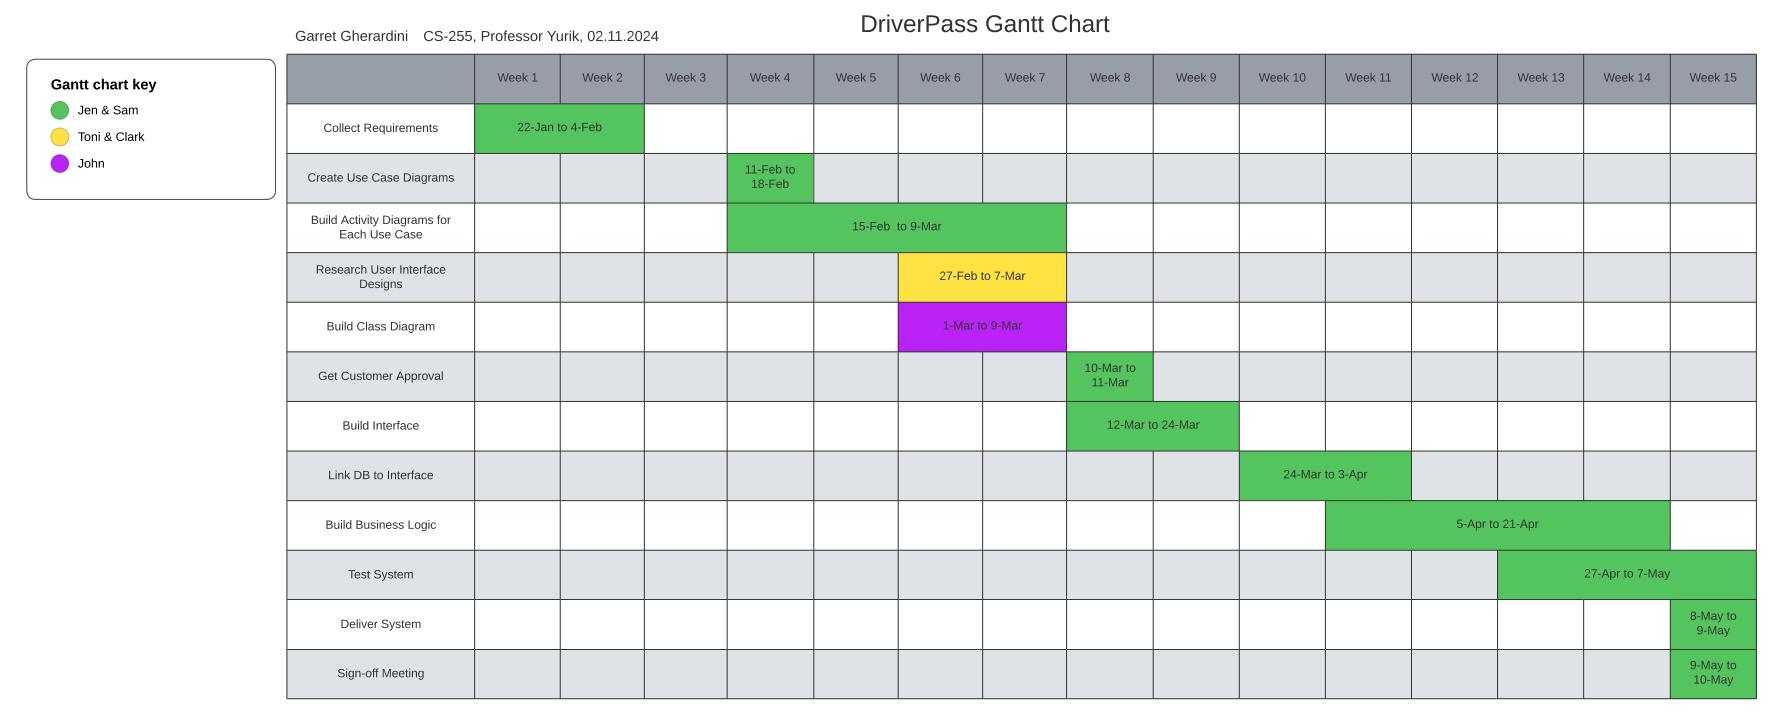 DriverPass Gantt Chart
Garret Gherardini CS-255, Professor Yurik, 02.11.2024
Gantt chart key
Jen & Sam
Toni & Clark
John
Week 1 Week 2 Week 3 Week 4 Week 5 Week 6 Week 7 Week 8 Week 9 Week 10 Week 11 Week 12 Week 13 Week 14 Week 15
Collect Requirements
22-Jan to 4-Feb
Create Use Case Diagrams
11-Feb to
18-Feb
Build Activity Diagrams for
Each Use Case
15-Feb to 9-Mar
Research User Interface
Designs
27-Feb to 7-Mar
Build Class Diagram
1-Mar to 9-Mar
Get Customer Approval
10-Mar to
11-Mar
Build Interface
12-Mar to 24-Mar
Link DB to Interface
24-Mar to 3-Apr
Build Business Logic
5-Apr to 21-Apr
Test System
27-Apr to 7-May
Deliver System
8-May to
9-May
Sign-off Meeting
9-May to
10-May